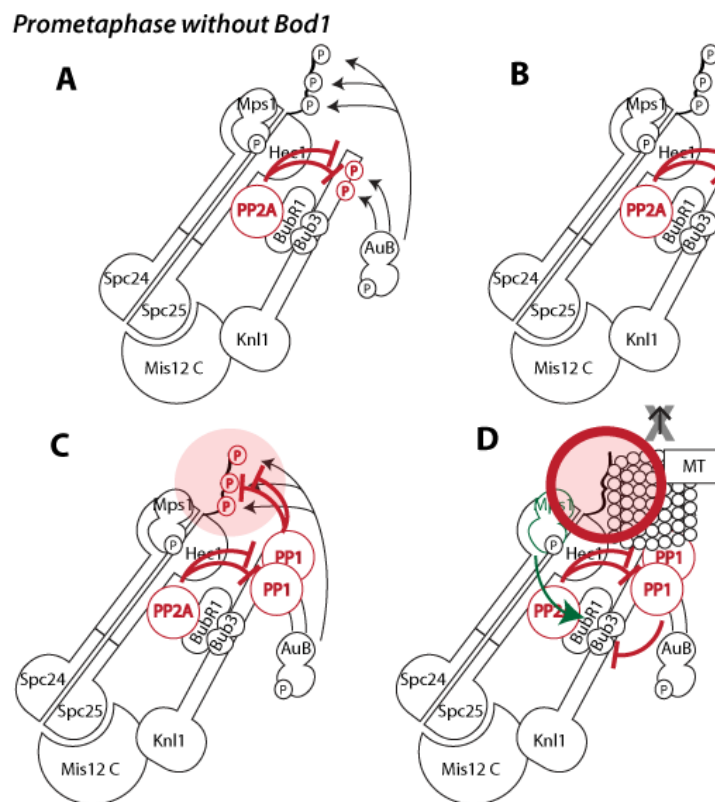 Prometaphase without Bod1
A
P
P
P
Mps1
P
Hec1
P
P
PP2A
BubR1
Bub3
AuB
P
Spc24
Spc25
Knl1
Mis12 C
B
P
P
P
Mps1
P
Hec1
PP2A
BubR1
Bub3
Spc24
Spc25
Knl1
Mis12 C
C
P
P
P
Mps1
P
Hec1
PP1
PP1
PP2A
BubR1
Bub3
AuB
P
Spc24
Spc25
Knl1
Mis12 C
D
X
MT
Mps1
P
Hec1
PP1
PP1
PP2
BubR1
Bub3
AuB
P
Spc24
Spc25
Knl1
Mis12 C